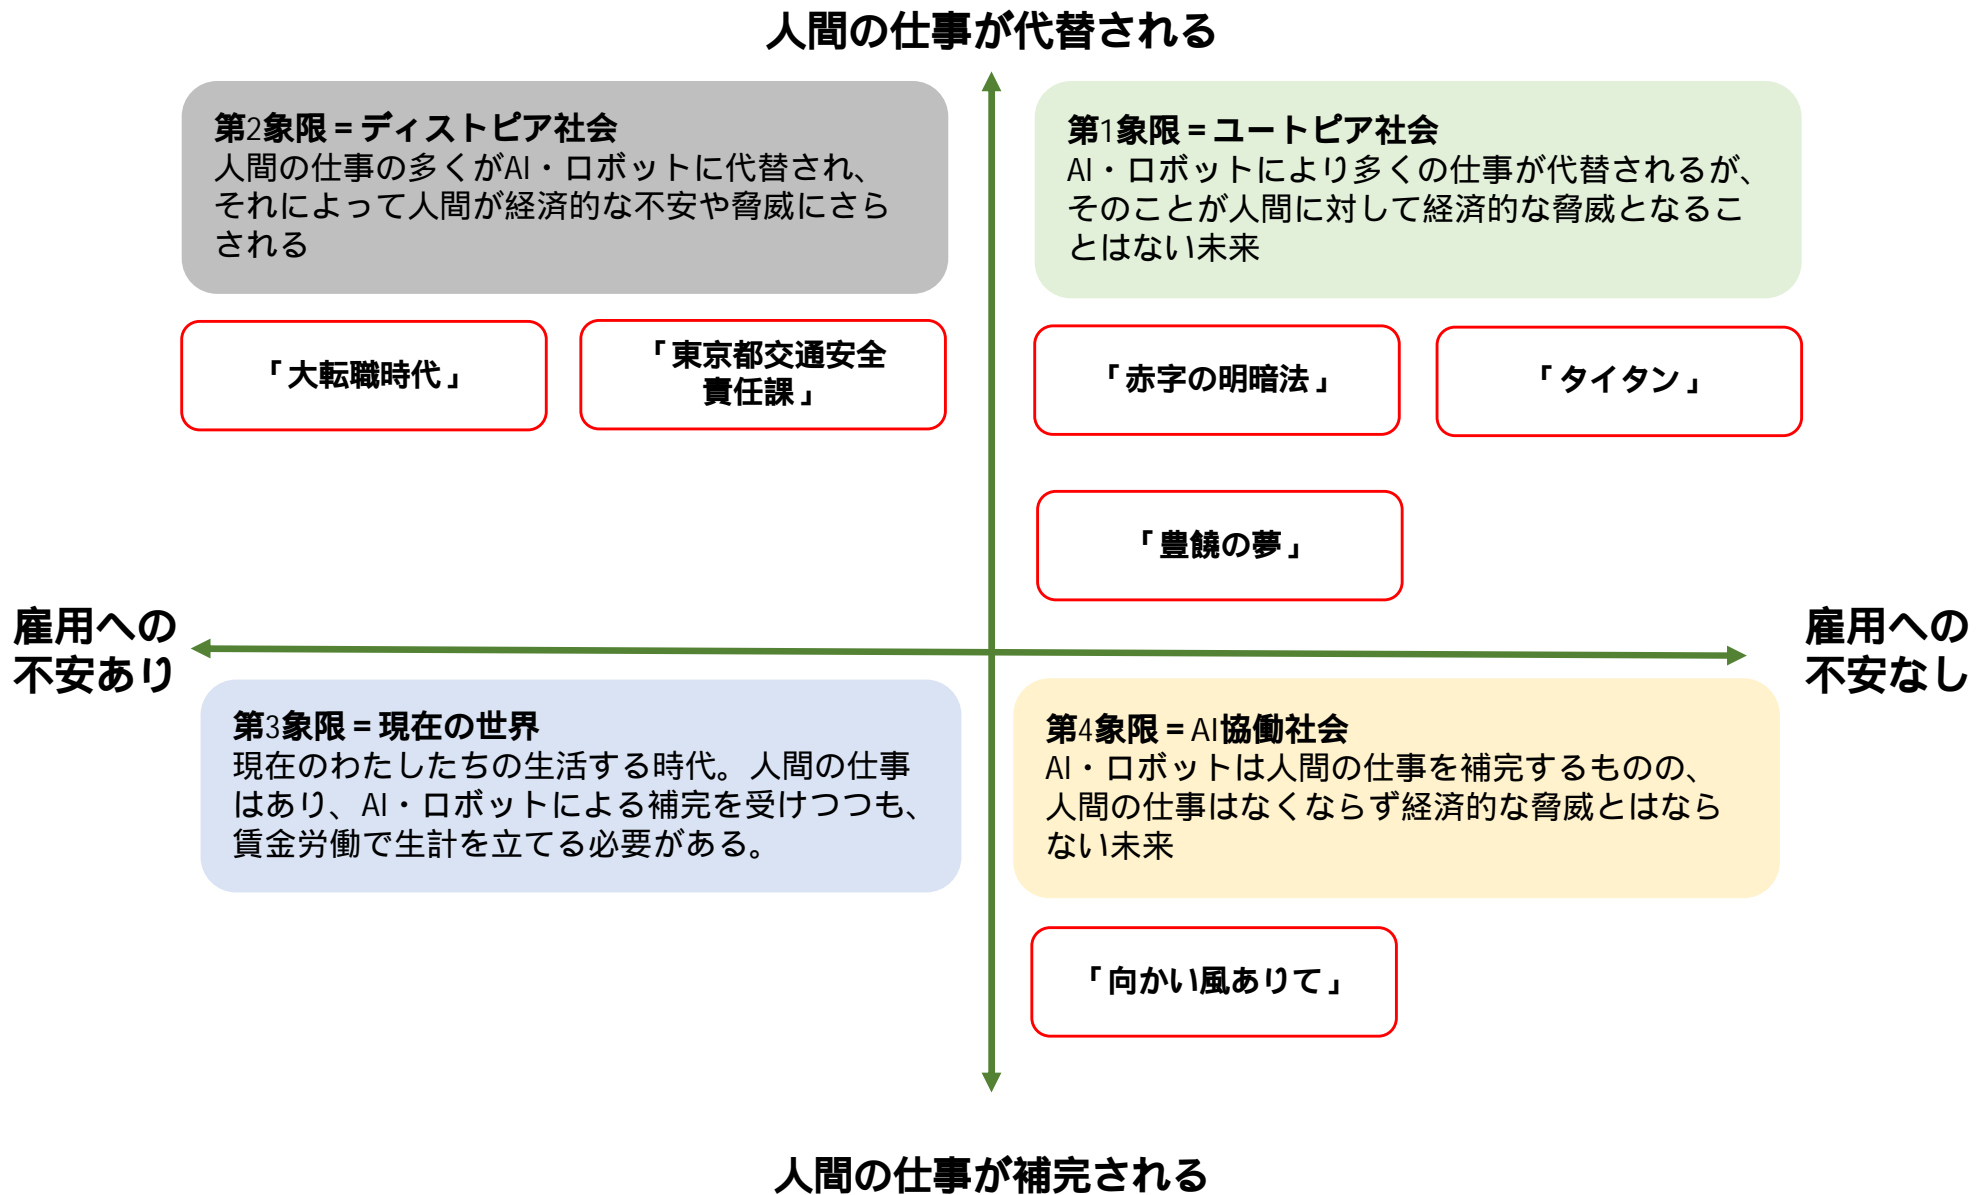 人間の仕事が代替される
第2象限 = ディストピア社会
人間の仕事の多くがAI・ロボットに代替され、
それによって人間が経済的な不安や脅威にさら
される
第1象限 = ユートピア社会
AI・ロボットにより多くの仕事が代替されるが、
そのことが人間に対して経済的な脅威となるこ
とはない未来
「大転職時代」
「東京都交通安全
責任課」
「赤字の明暗法」
「タイタン」
「豊饒の夢」
雇用への
不安あり
雇用への
不安なし
第3象限 = 現在の世界
現在のわたしたちの生活する時代。人間の仕事
はあり、AI・ロボットによる補完を受けつつも、
賃金労働で生計を立てる必要がある。
第4象限 = AI協働社会
AI・ロボットは人間の仕事を補完するものの、
人間の仕事はなくならず経済的な脅威とはなら
ない未来
「向かい風ありて」
人間の仕事が補完される